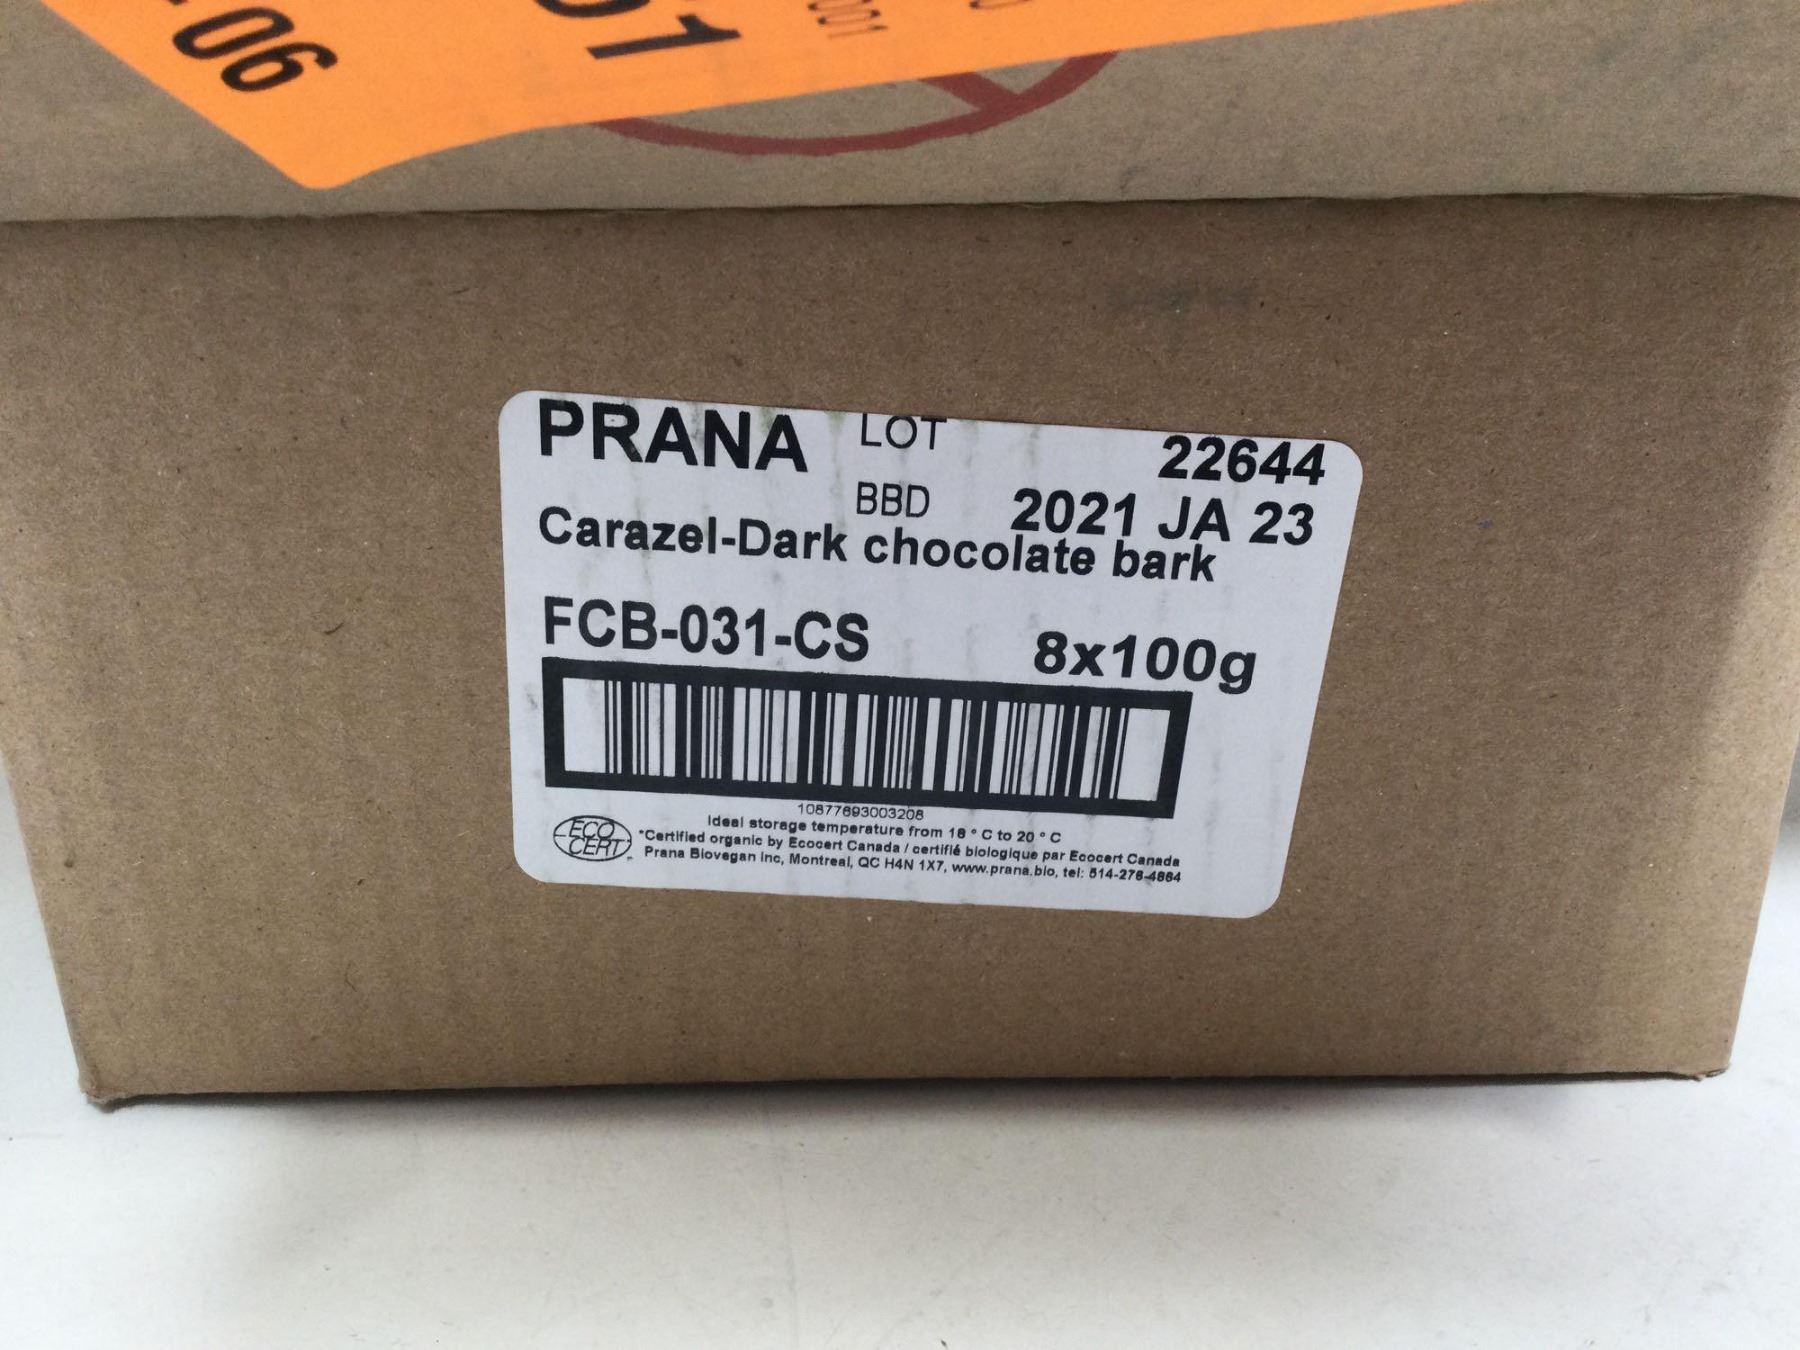 06
01
001
PRANA LOT 22644
BBD 2021 JA 23
Carazel-Dark chocolate bark
FCB-031-CS 8x100g
10877693003208
Ideal storage temperature from 18 ° C to 20 ° C
ECO CERT
*Certified organic by Ecocert Canada / certifié biologique par Ecocert Canada
Prana Biovegan inc, Montreal, QC H4N 1X7, www.prana.bio, tel: 514-276-4864